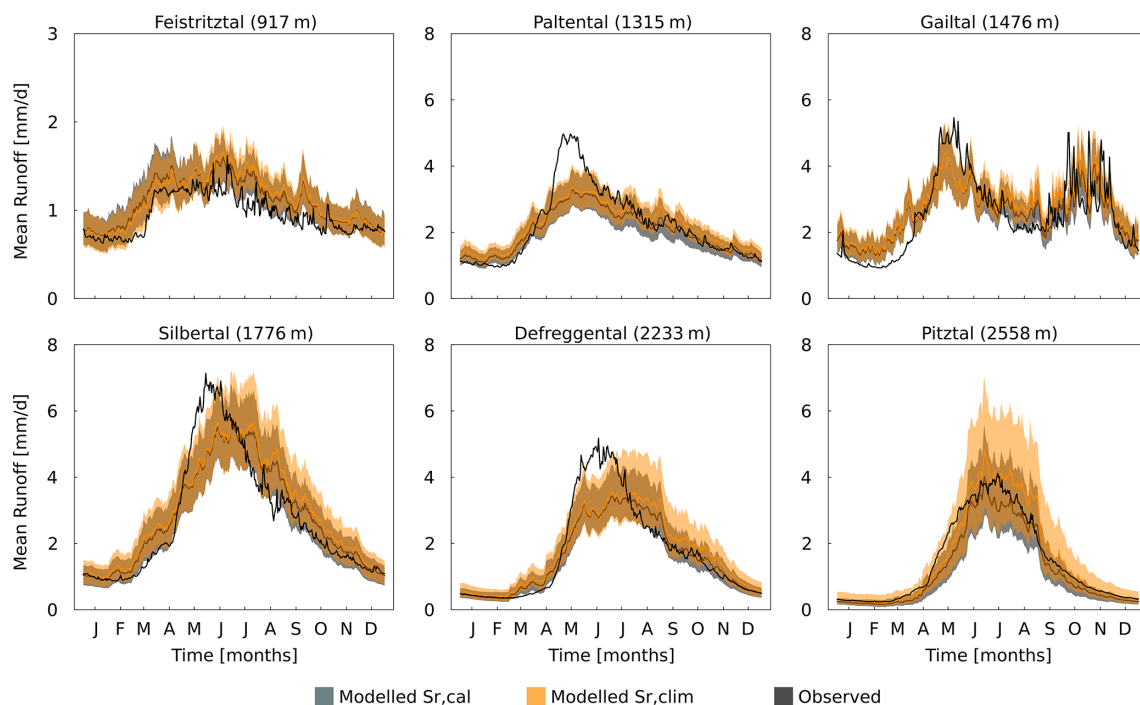 Feistritztal (917 m) Paltental (1315 m) Gailtal (1476 m)
Mean Runoff [mm/d]
3 8 8
2 6 6
4 4
1 2 2
0 0 0
Silbertal (1776 m) Defreggental (2233 m) Pitztal (2558 m)
Mean Runoff [mm/d]
8 8 8
6 6 6
4 4 4
2 2 2
0 0 0
J F M A M J J A S O N D J F M A M J J A S O N D J F M A M J J A S O N D
Time [months] Time [months] Time [months]
Modelled Sr,cal Modelled Sr,clim Observed